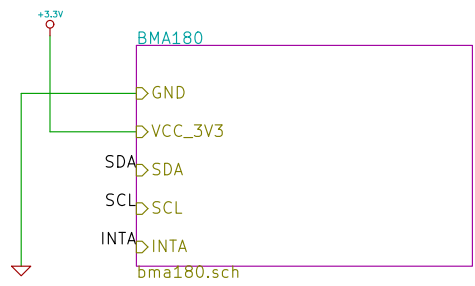 +3.3V
BMA180
GND
VCC_3V3
SDA SDA
SCL SCL
INTA INTA
bma180.sch